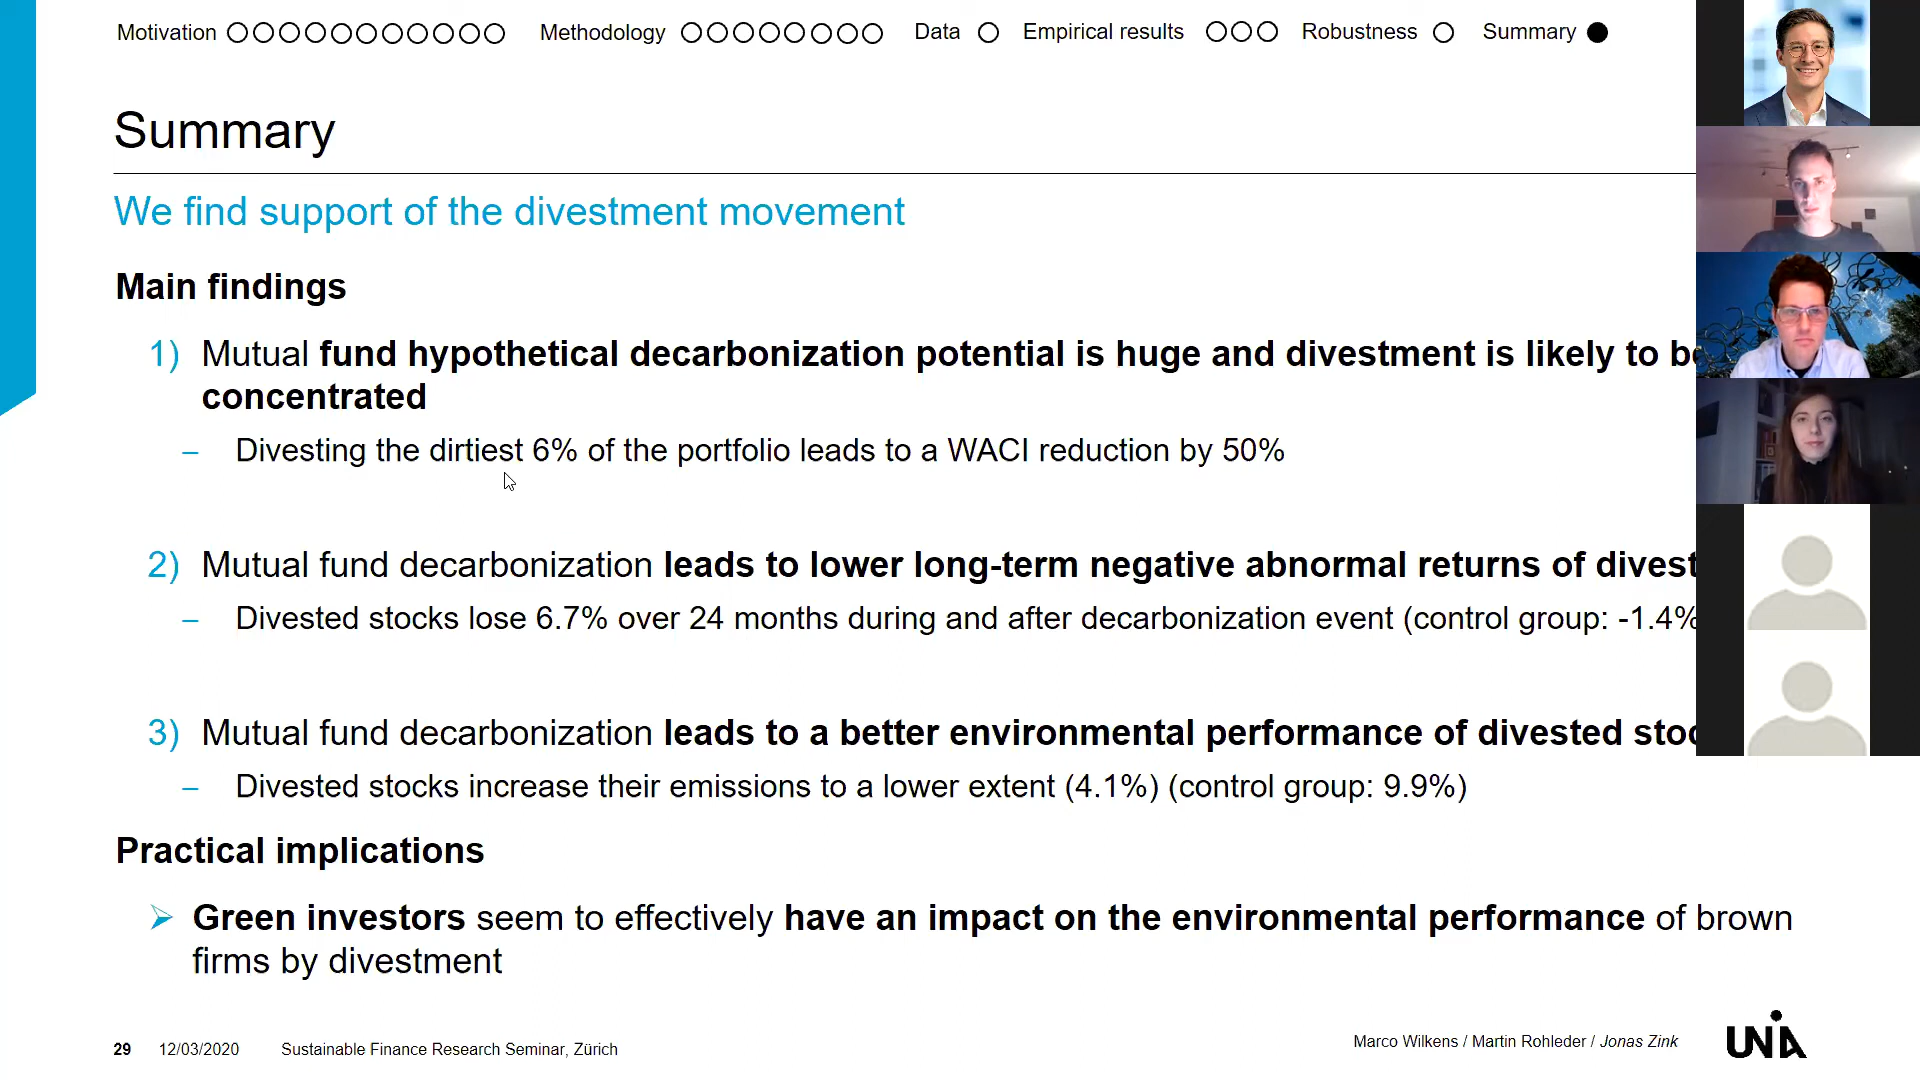 Motivation Methodology Data Empirical results Robustness Summary
Summary
We find support of the divestment movement
Main findings
1) Mutual fund hypothetical decarbonization potential is huge and divestment is likely to be
concentrated
– Divesting the dirtiest 6% of the portfolio leads to a WACI reduction by 50%
2) Mutual fund decarbonization leads to lower long-term negative abnormal returns of divest
– Divested stocks lose 6.7% over 24 months during and after decarbonization event (control group: -1.4%
3) Mutual fund decarbonization leads to a better environmental performance of divested stoc
– Divested stocks increase their emissions to a lower extent (4.1%) (control group: 9.9%)
Practical implications
➢ Green investors seem to effectively have an impact on the environmental performance of brown
firms by divestment
29 12/03/2020 Sustainable Finance Research Seminar, Zürich
Marco Wilkens / Martin Rohleder / Jonas Zink
UNIA